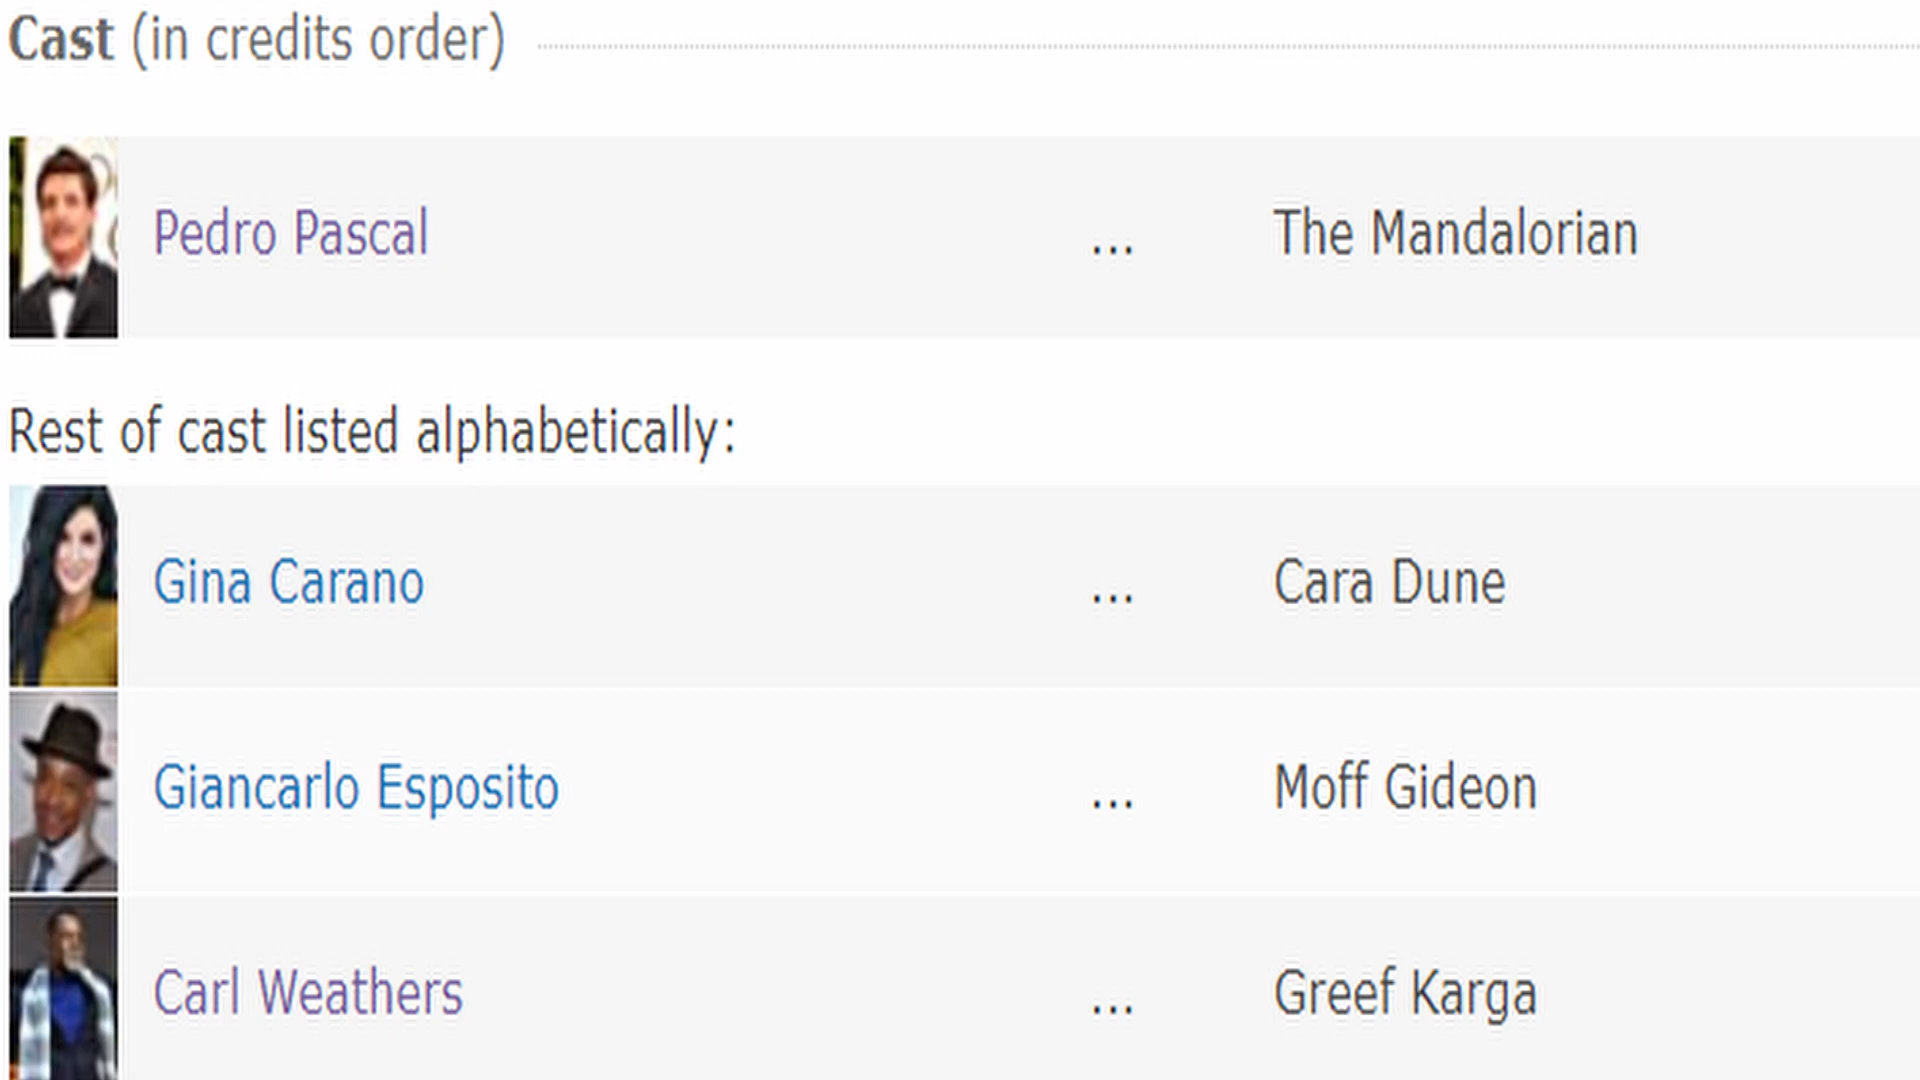 Cast (in credits order)
Pedro Pascal ... The Mandalorian
Rest of cast listed alphabetically:
Gina Carano ... Cara Dune
Giancarlo Esposito ... Moff Gideon
Carl Weathers ... Greef Karga